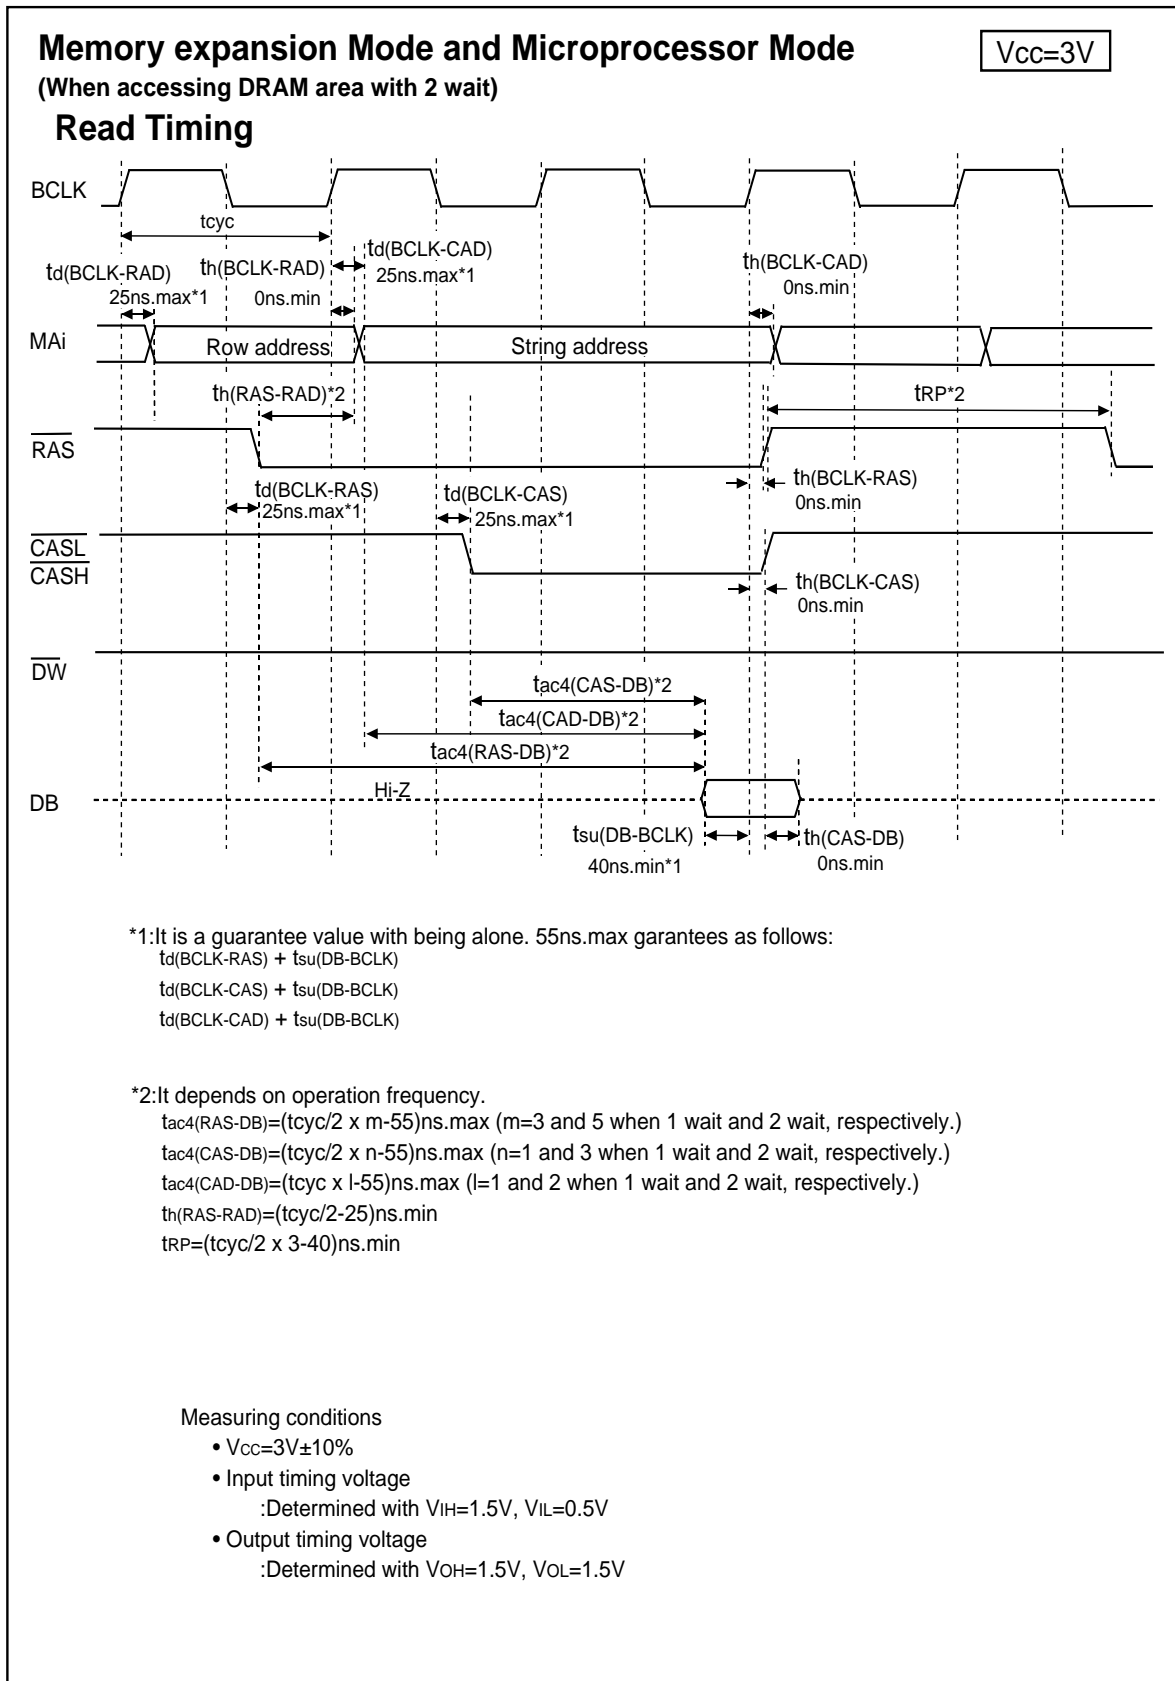 Memory expansion Mode and Microprocessor Mode
Vcc=3V
(When accessing DRAM area with 2 wait)
Read Timing
BCLK
tcyc
td(BCLK-RAD)
25ns.max*1
th(BCLK-RAD)
0ns.min
td(BCLK-CAD)
25ns.max*1
th(BCLK-CAD)
0ns.min
MAi
Row address
String address
th(RAS-RAD)*2
tRP*2
RAS
td(BCLK-RAS)
25ns.max*1
td(BCLK-CAS)
25ns.max*1
th(BCLK-RAS)
0ns.min
CASL
CASH
th(BCLK-CAS)
0ns.min
DW
tac4(CAS-DB)*2
tac4(CAD-DB)*2
tac4(RAS-DB)*2
Hi-Z
DB
tsu(DB-BCLK)
40ns.min*1
th(CAS-DB)
0ns.min
*1:It is a guarantee value with being alone. 55ns.max garantees as follows:
td(BCLK-RAS) + tsu(DB-BCLK)
td(BCLK-CAS) + tsu(DB-BCLK)
td(BCLK-CAD) + tsu(DB-BCLK)
*2:It depends on operation frequency.
tac4(RAS-DB)=(tcyc/2 x m-55)ns.max (m=3 and 5 when 1 wait and 2 wait, respectively.)
tac4(CAS-DB)=(tcyc/2 x n-55)ns.max (n=1 and 3 when 1 wait and 2 wait, respectively.)
tac4(CAD-DB)=(tcyc x l-55)ns.max (l=1 and 2 when 1 wait and 2 wait, respectively.)
th(RAS-RAD)=(tcyc/2-25)ns.min
tRP=(tcyc/2 x 3-40)ns.min
Measuring conditions
• VCC=3V±10%
• Input timing voltage
:Determined with VIH=1.5V, VIL=0.5V
• Output timing voltage
:Determined with VOH=1.5V, VOL=1.5V